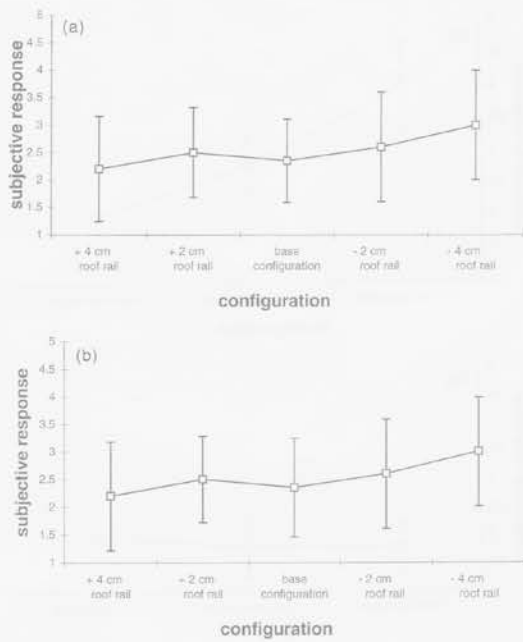 (a)
subjective response
5
4.5
4
3.5
3
2.5
2
1.5
1
+ 4 cm
roof rail
+ 2 cm
roof rail
base
configuration
- 2 cm
roof rail
- 4 cm
roof rail
configuration
(b)
subjective response
5
4.5
4
3.5
3
2.5
2
1.5
1
+ 4 cm
roof rail
+ 2 cm
roof rail
base
configuration
- 2 cm
roof rail
- 4 cm
roof rail
configuration